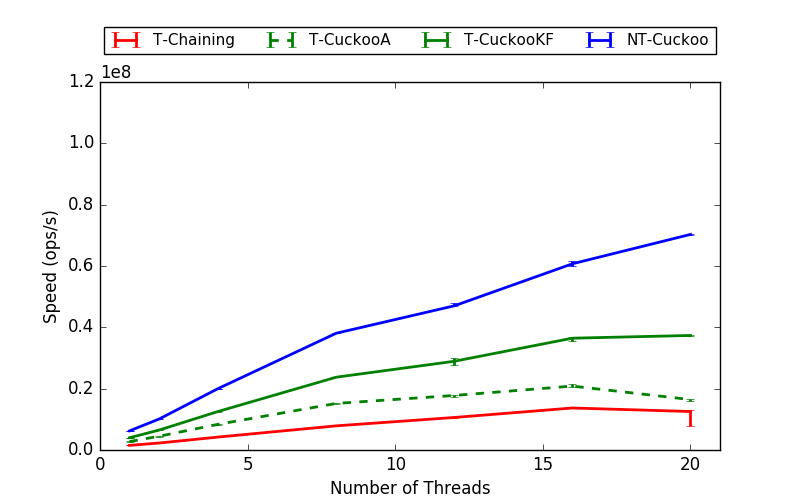 T-Chaining T-CuckooA T-CuckooKF NT-Cuckoo
1e8
1.2
1.0
0.8
0.6
0.4
0.2
0.0
Speed (ops/s)
0 5 10 15 20
Number of Threads